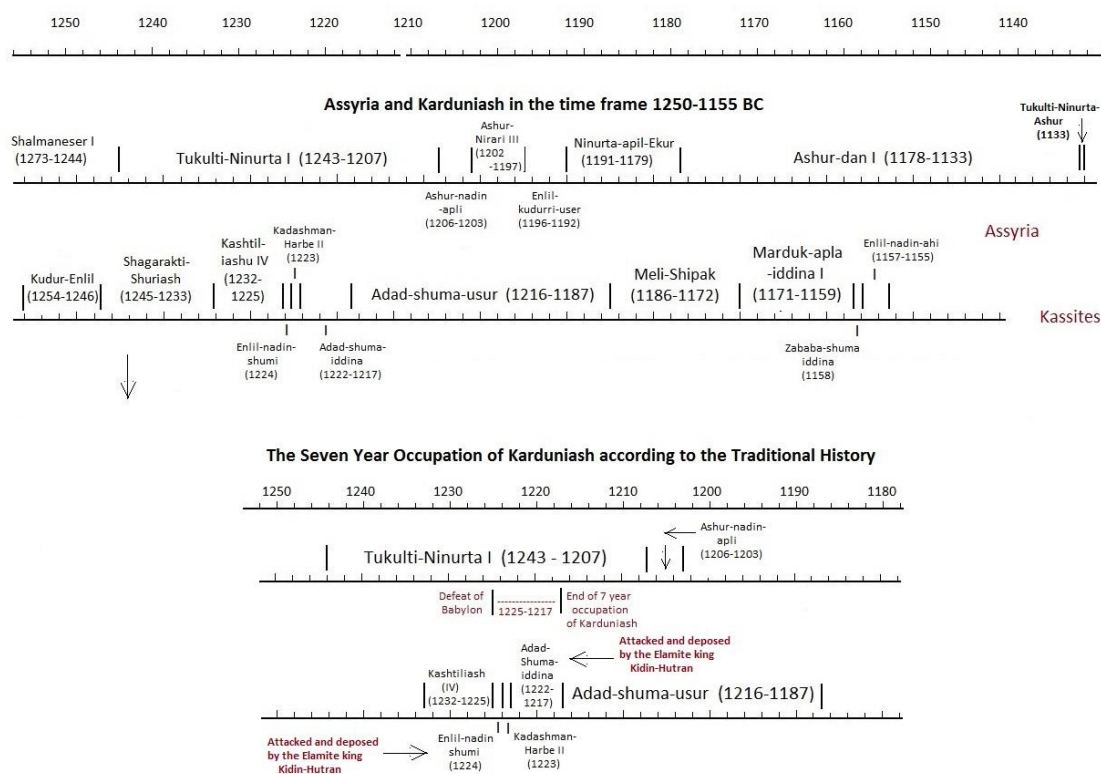 1250 1240 1230 1220 1210 1200 1190 1180 1170 1160 1150 1140
Assyria and Karduniash in the time frame 1250-1155 BC
Shalmaneser I
(1273-1244)
Tukulti-Ninurta I (1243-1207)
Ashur-nadin
-apli
(1206-1203)
Ashur-
Nirari III
(1202
-1197)
Enlil-
kudurri-user
(1196-1192)
Ninurta-apil-Ekur
(1191-1179)
Ashur-dan I (1178-1133)
Tukulti-Ninurta-
Ashur
(1133)
Assyria
Kudur-Enlil
(1254-1246)
Shagarakti-
Shuriash
(1245-1233)
Kashtil-
iashu IV
(1232-
1225)
Enlil-nadin-
shumi
(1224)
Kadashman-
Harbe II
(1223)
Adad-shuma-
iddina
(1222-1217)
Adad-shuma-usur (1216-1187)
Meli-Shipak
(1186-1172)
Marduk-apla
-iddina I
(1171-1159)
Zababa-shuma
iddina
(1158)
Enlil-nadin-ahi
(1157-1155)
Kassites
The Seven Year Occupation of Karduniash according to the Traditional History
1250 1240 1230 1220 1210 1200 1190 1180
Tukulti-Ninurta I (1243 - 1207)
Ashur-nadin-
apli
(1206-1203)
Defeat of
Babylon
1225-1217
End of 7 year
occupation
of Karduniash
Kashtiliash
(IV)
(1232-1225)
Adad-
Shuma-
iddina
(1222-
1217)
Attacked and deposed
by the Elamite king
Kidin-Hutran
Adad-shuma-usur (1216-1187)
Attacked and deposed
by the Elamite king
Kidin-Hutran
Enlil-nadin
shumi
(1224)
Kadashman-
Harbe II
(1223)